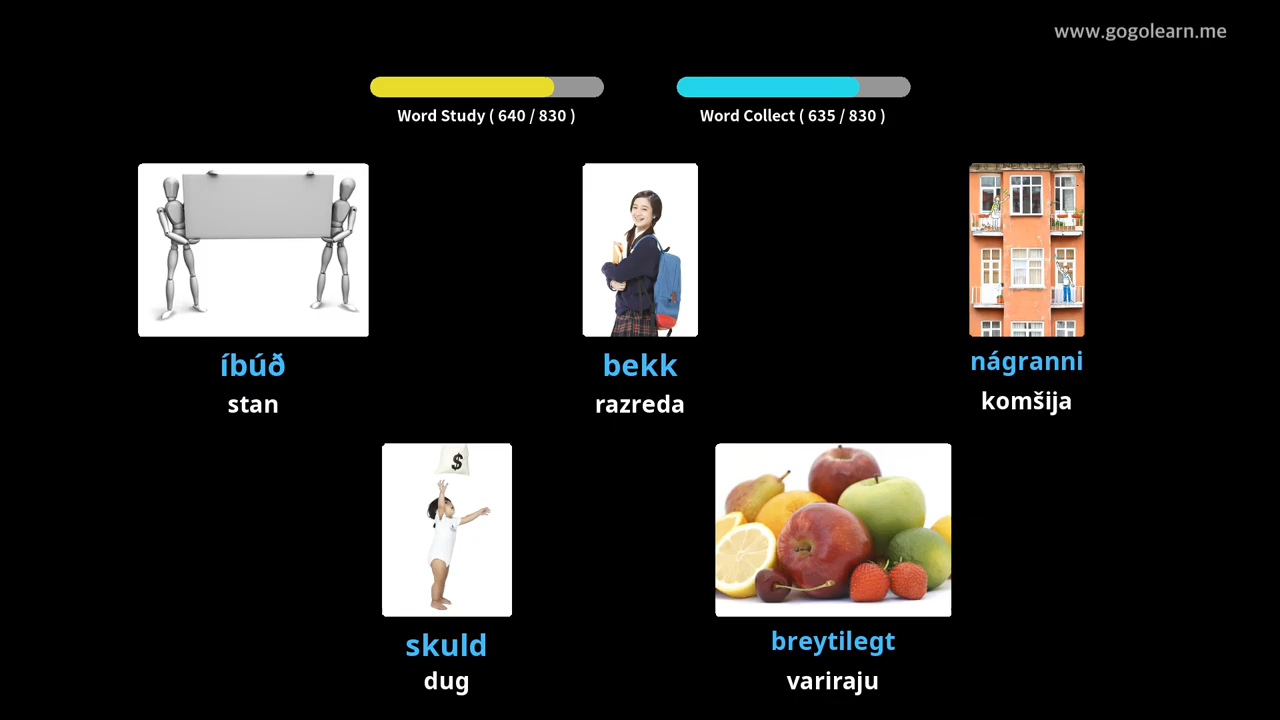 www.gogolearn.me
Word Study ( 640 / 830 )
Word Collect ( 635 / 830 )
íbúð
stan
bekk
razreda
nágranni
komšija
$
skuld
dug
breytilegt
variraju